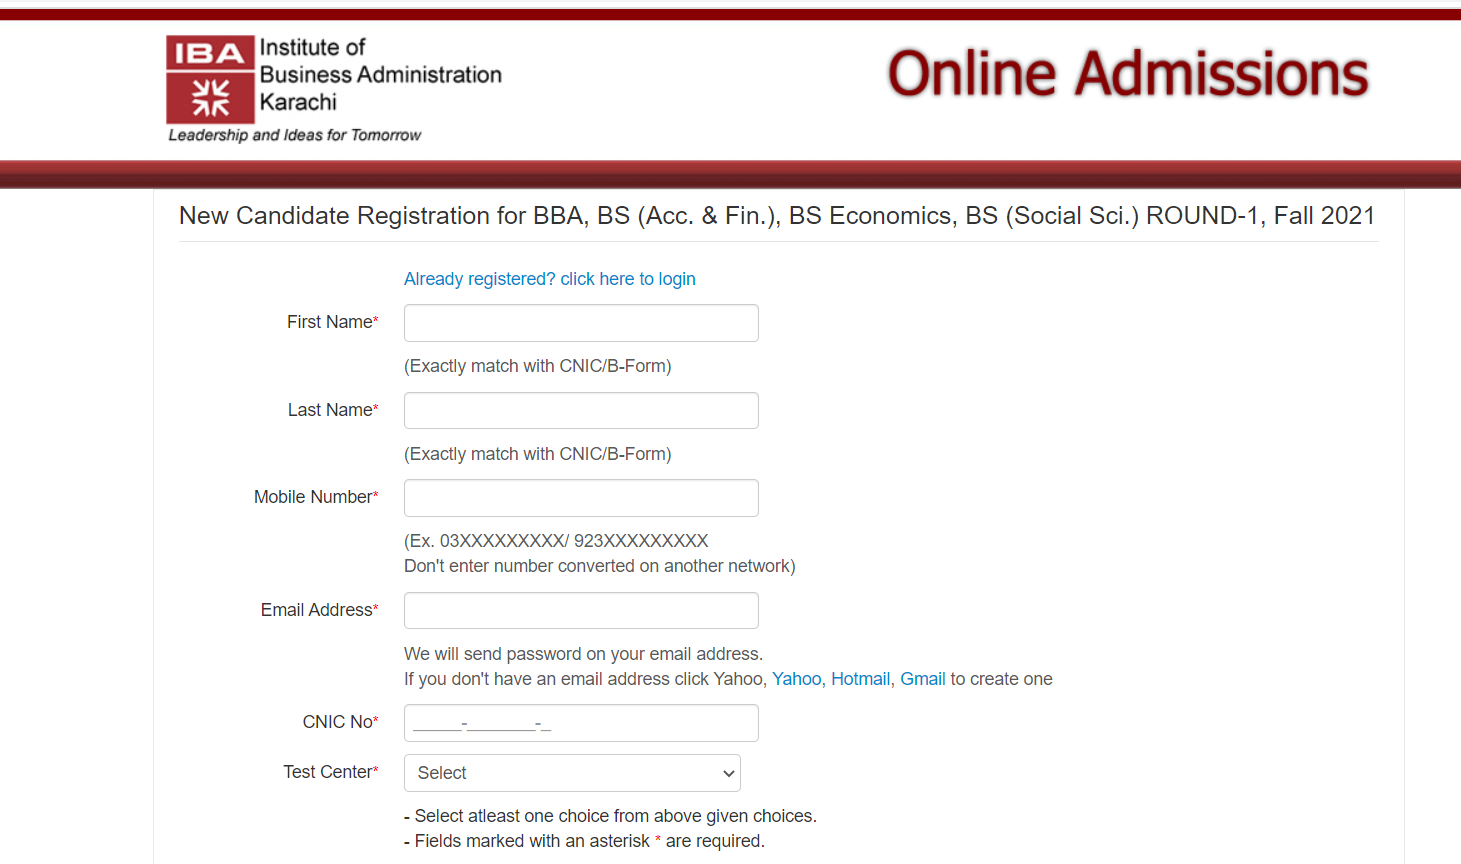 IBA
Institute of
Business Administration
Karachi
Leadership and Ideas for Tomorrow
Online Admissions
New Candidate Registration for BBA, BS (Acc. & Fin.), BS Economics, BS (Social Sci.) ROUND-1, Fall 2021
Already registered? click here to login
First Name*
(Exactly match with CNIC/B-Form)
Last Name*
(Exactly match with CNIC/B-Form)
Mobile Number*
(Ex. 03XXXXXXXXX/ 923XXXXXXXXX
Don't enter number converted on another network)
Email Address*
We will send password on your email address.
If you don't have an email address click Yahoo, Yahoo, Hotmail, Gmail to create one
CNIC No* _____-_______-_
Test Center* Select
- Select atleast one choice from above given choices.
- Fields marked with an asterisk * are required.